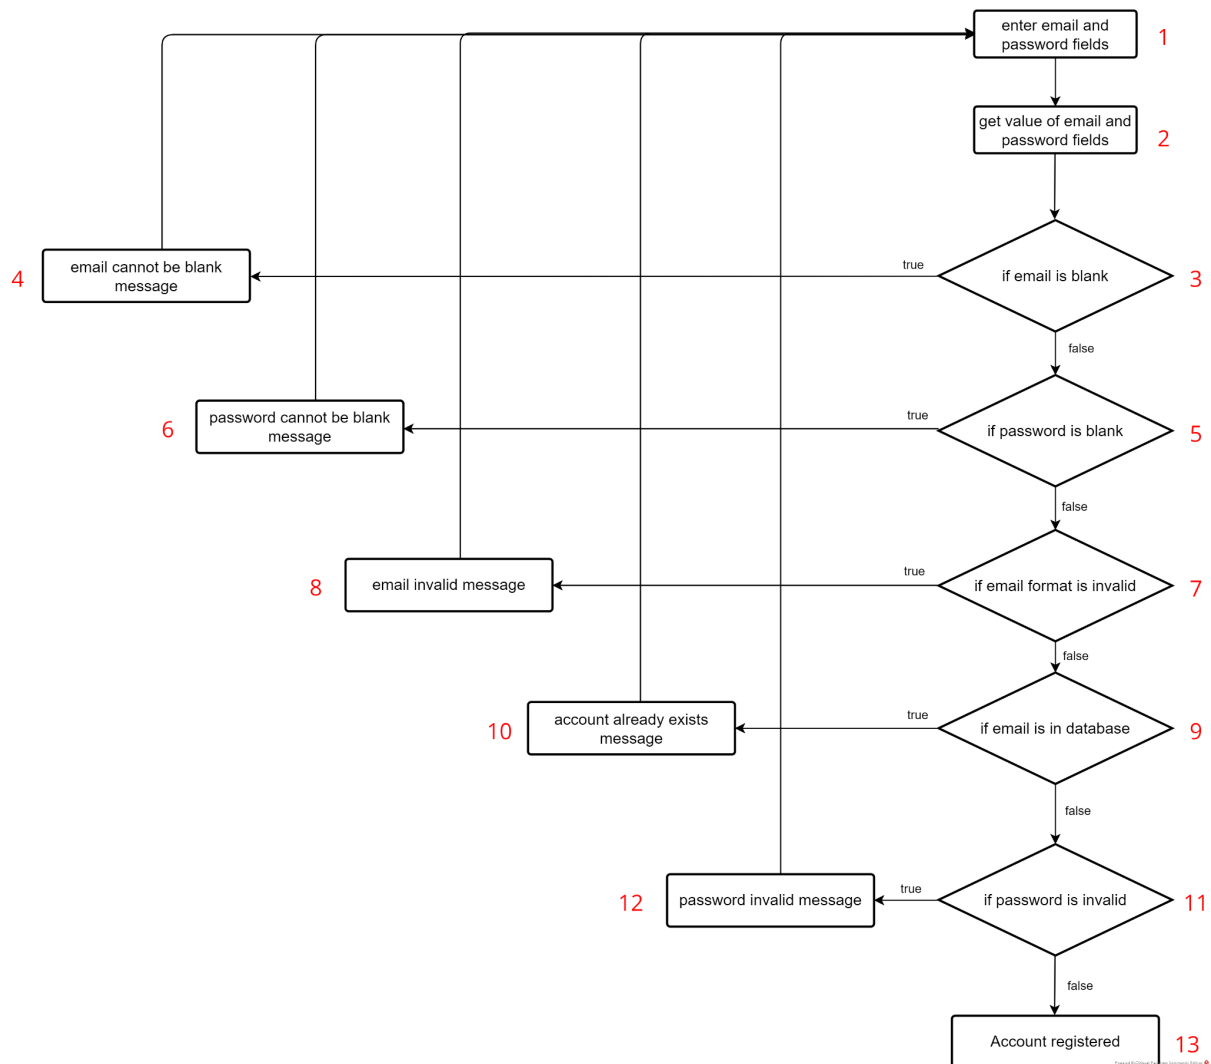 enter email and
password fields
1
get value of email and
password fields
2
email cannot be blank
message
4
true
if email is blank
3
false
password cannot be blank
message
6
true
if password is blank
5
false
email invalid message
8
true
if email format is invalid
7
false
account already exists
message
10
true
if email is in database
9
false
password invalid message
12
true
if password is invalid
11
false
Account registered
13